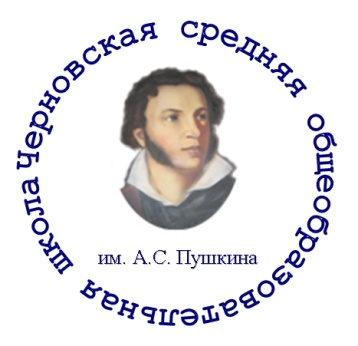 Черновская средняя общеобразовательная школа
им. А.С. Пушкина